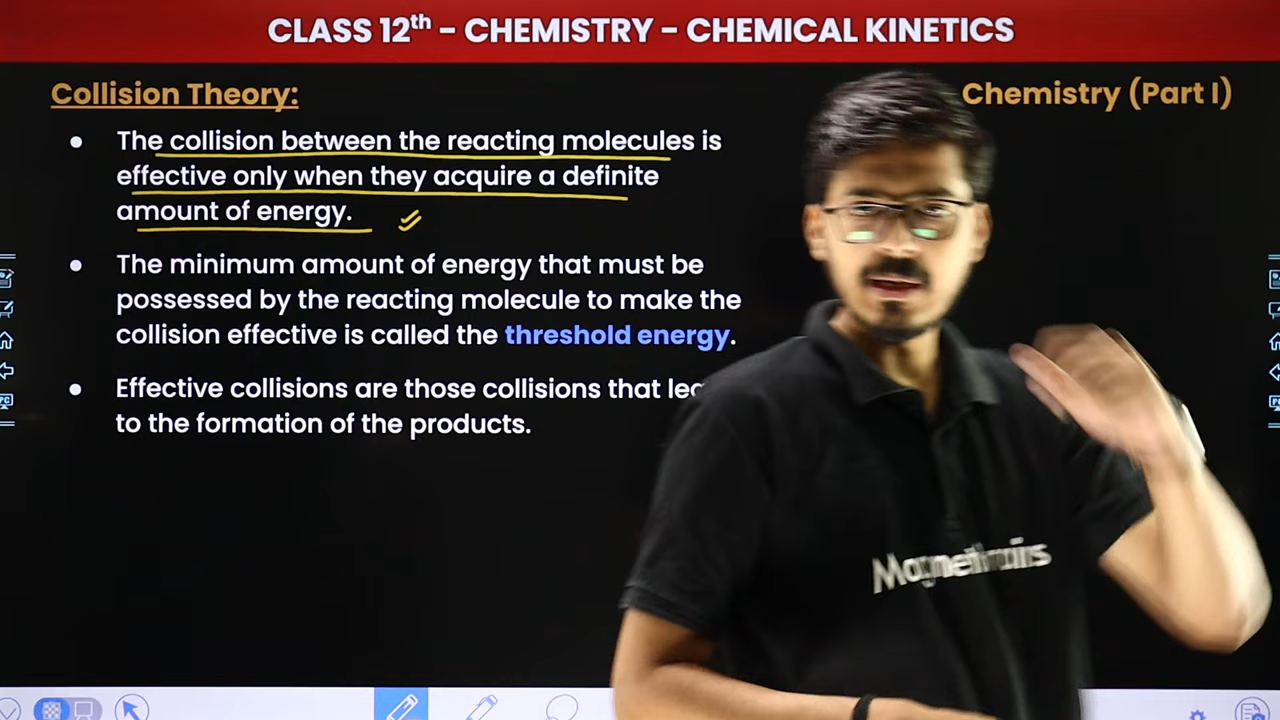 CLASS 12th – CHEMISTRY – CHEMICAL KINETICS
Collision Theory:
Chemistry (Part I)
• The collision between the reacting molecules is
effective only when they acquire a definite
amount of energy.
• The minimum amount of energy that must be
possessed by the reacting molecule to make the
collision effective is called the threshold energy.
• Effective collisions are those collisions that
to the formation of the products.